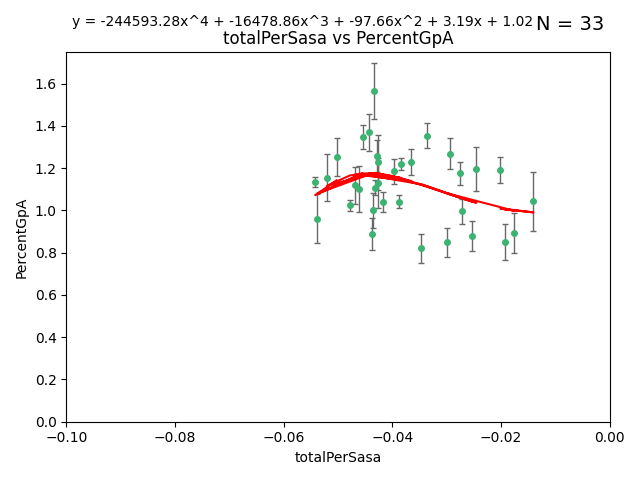 y = -244593.28x^4 + -16478.86x^3 + -97.66x^2 + 3.19x + 1.02 N = 33
totalPerSasa vs PercentGpA
PercentGpA
1.6
1.4
1.2
1.0
0.8
0.6
0.4
0.2
0.0
-0.10 -0.08 -0.06 -0.04 -0.02 0.00
totalPerSasa